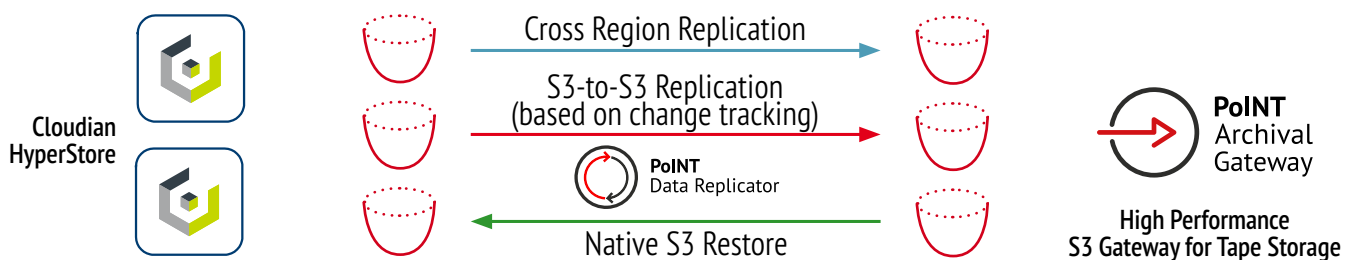 Cloudian
HyperStore
Cross Region Replication
S3-to-S3 Replication
(based on change tracking)
PoINT
Data Replicator
Native S3 Restore
PoINT
Archival
Gateway
High Performance
S3 Gateway for Tape Storage